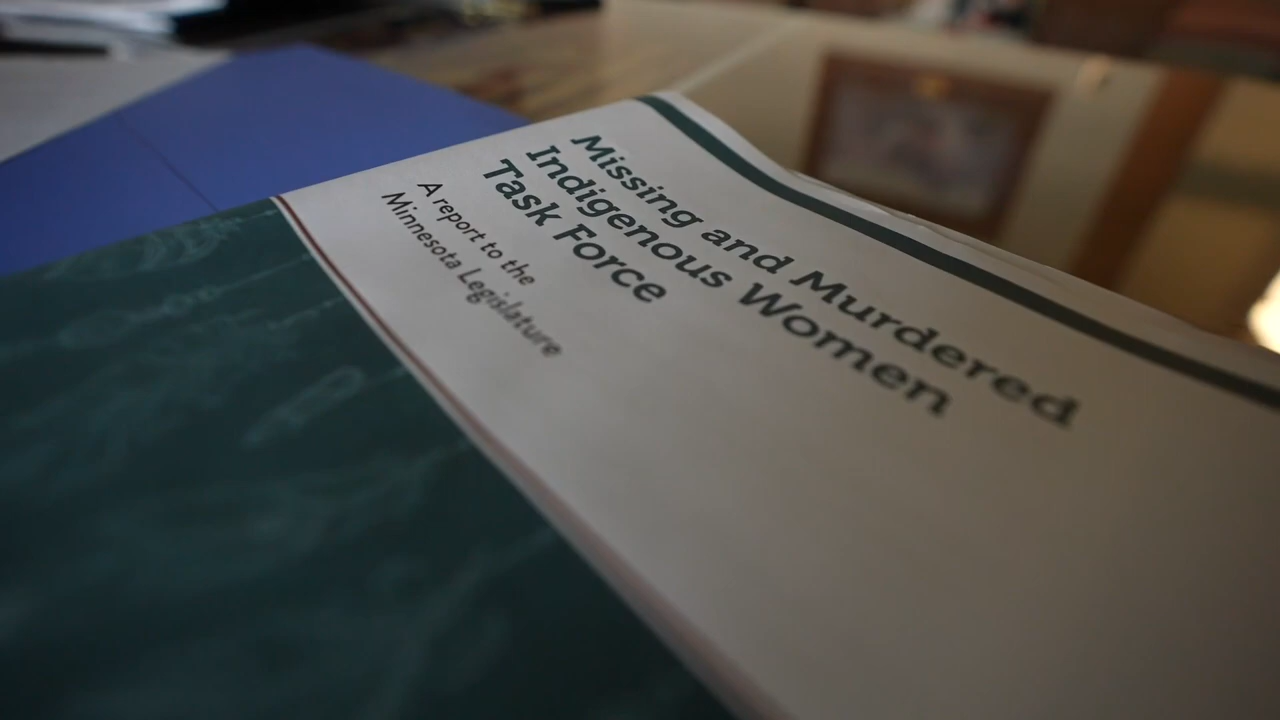 Missing and Murdered
Indigenous Women
Task Force
A report to the
Minnesota Legislature